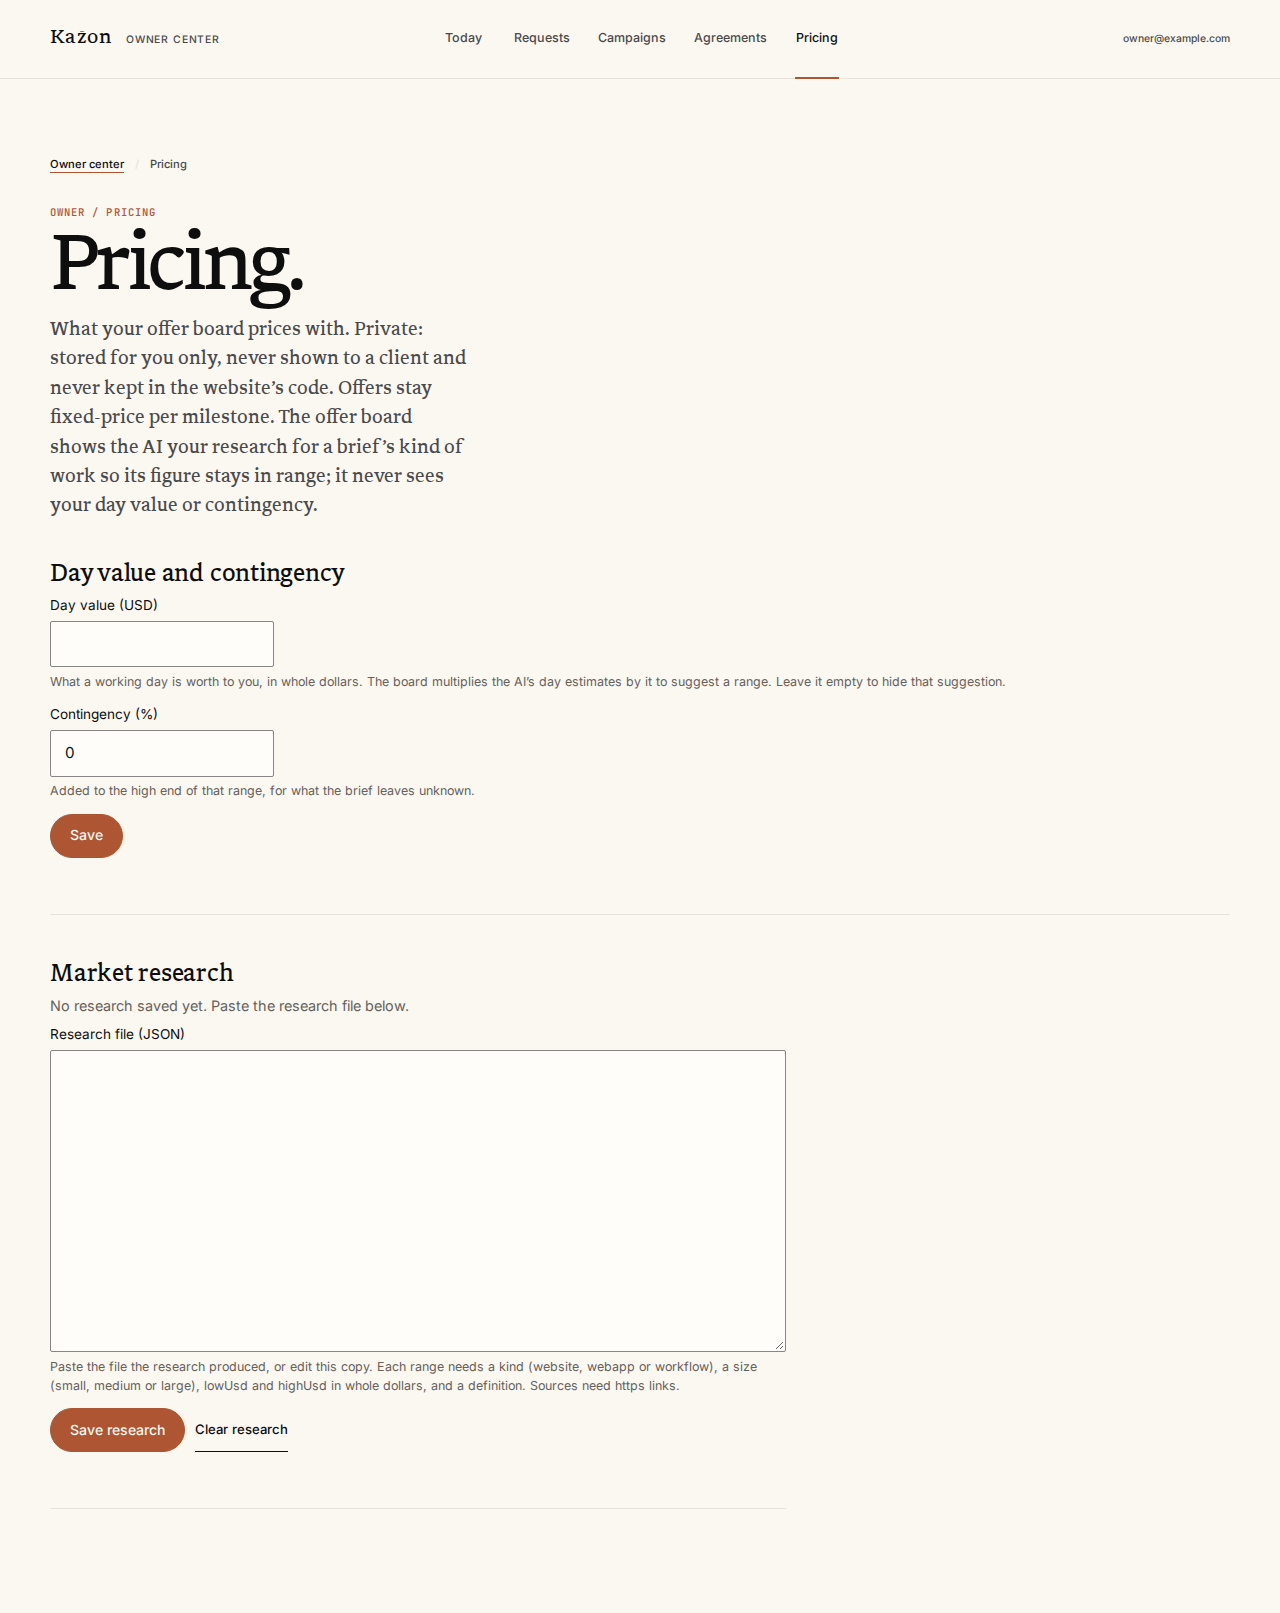 Kažon OWNER CENTER
Today Requests Campaigns Agreements Pricing
owner@example.com
Owner center / Pricing
OWNER / PRICING
Pricing.
What your offer board prices with. Private:
stored for you only, never shown to a client and
never kept in the website’s code. Offers stay
fixed-price per milestone. The offer board
shows the AI your research for a brief’s kind of
work so its figure stays in range; it never sees
your day value or contingency.
Day value and contingency
Day value (USD)
What a working day is worth to you, in whole dollars. The board multiplies the AI’s day estimates by it to suggest a range. Leave it empty to hide that suggestion.
Contingency (%)
0
Added to the high end of that range, for what the brief leaves unknown.
Save
Market research
No research saved yet. Paste the research file below.
Research file (JSON)
Paste the file the research produced, or edit this copy. Each range needs a kind (website, webapp or workflow), a size
(small, medium or large), lowUsd and highUsd in whole dollars, and a definition. Sources need https links.
Save research Clear research